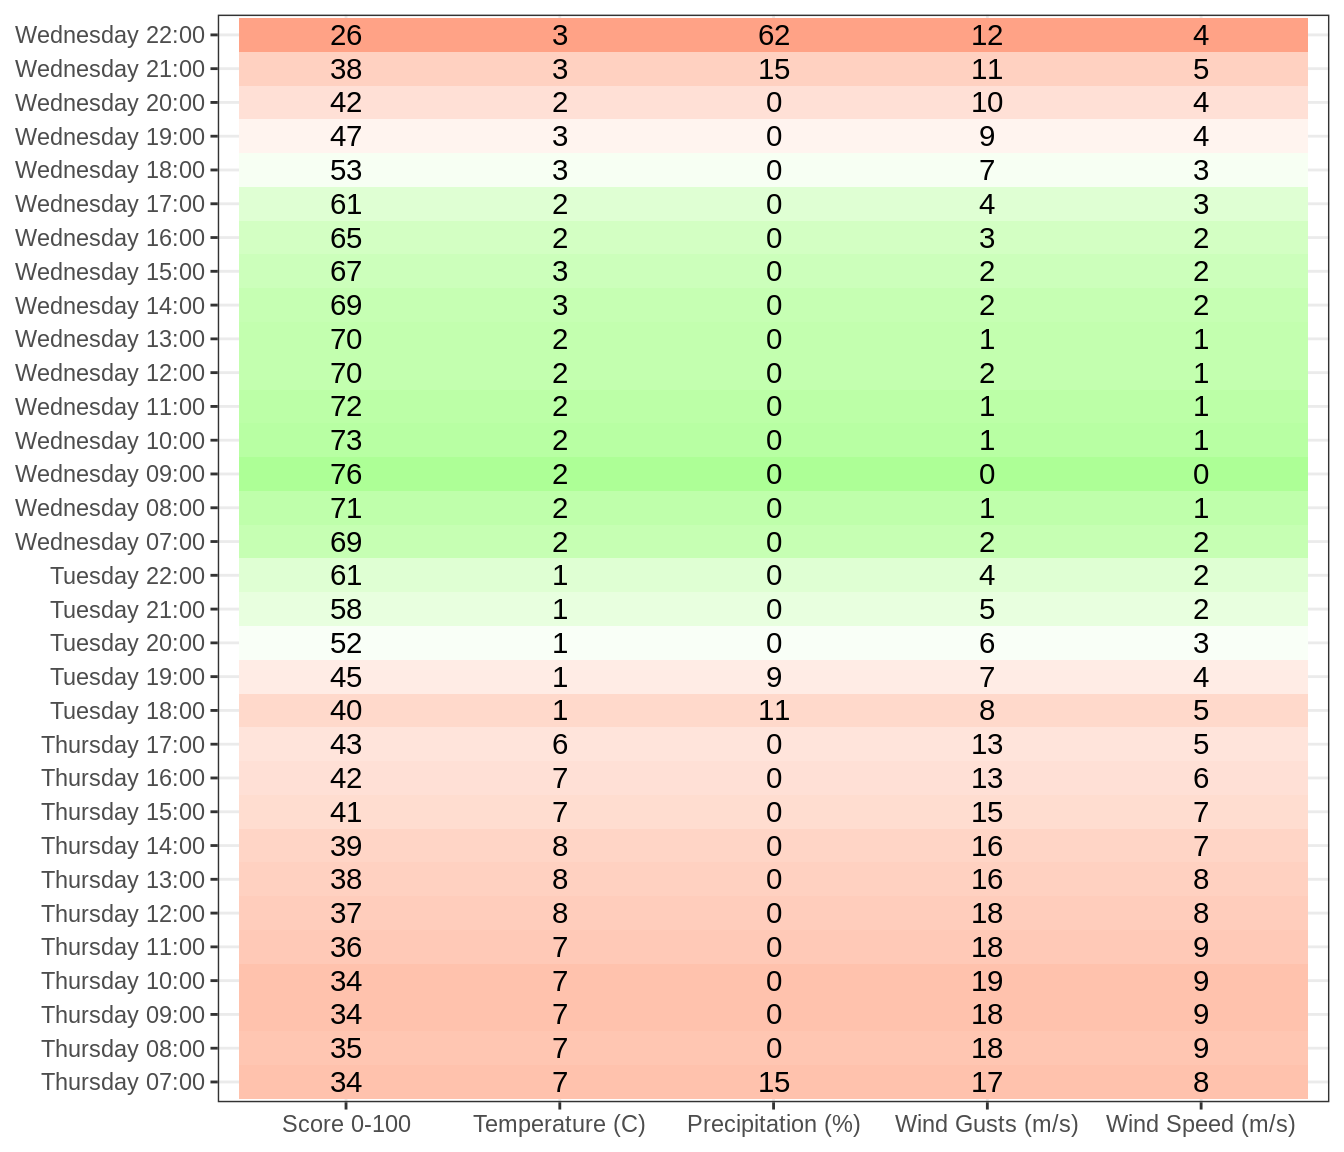 Wednesday 22:00 26 3 62 12 4
Wednesday 21:00 38 3 15 11 5
Wednesday 20:00 42 2 0 10 4
Wednesday 19:00 47 3 0 9 4
Wednesday 18:00 53 3 0 7 3
Wednesday 17:00 61 2 0 4 3
Wednesday 16:00 65 2 0 3 2
Wednesday 15:00 67 3 0 2 2
Wednesday 14:00 69 3 0 2 2
Wednesday 13:00 70 2 0 1 1
Wednesday 12:00 70 2 0 2 1
Wednesday 11:00 72 2 0 1 1
Wednesday 10:00 73 2 0 1 1
Wednesday 09:00 76 2 0 0 0
Wednesday 08:00 71 2 0 1 1
Wednesday 07:00 69 2 0 2 2
Tuesday 22:00 61 1 0 4 2
Tuesday 21:00 58 1 0 5 2
Tuesday 20:00 52 1 0 6 3
Tuesday 19:00 45 1 9 7 4
Tuesday 18:00 40 1 11 8 5
Thursday 17:00 43 6 0 13 5
Thursday 16:00 42 7 0 13 6
Thursday 15:00 41 7 0 15 7
Thursday 14:00 39 8 0 16 7
Thursday 13:00 38 8 0 16 8
Thursday 12:00 37 8 0 18 8
Thursday 11:00 36 7 0 18 9
Thursday 10:00 34 7 0 19 9
Thursday 09:00 34 7 0 18 9
Thursday 08:00 35 7 0 18 9
Thursday 07:00 34 7 15 17 8
Score 0-100 Temperature (C) Precipitation (%) Wind Gusts (m/s) Wind Speed (m/s)